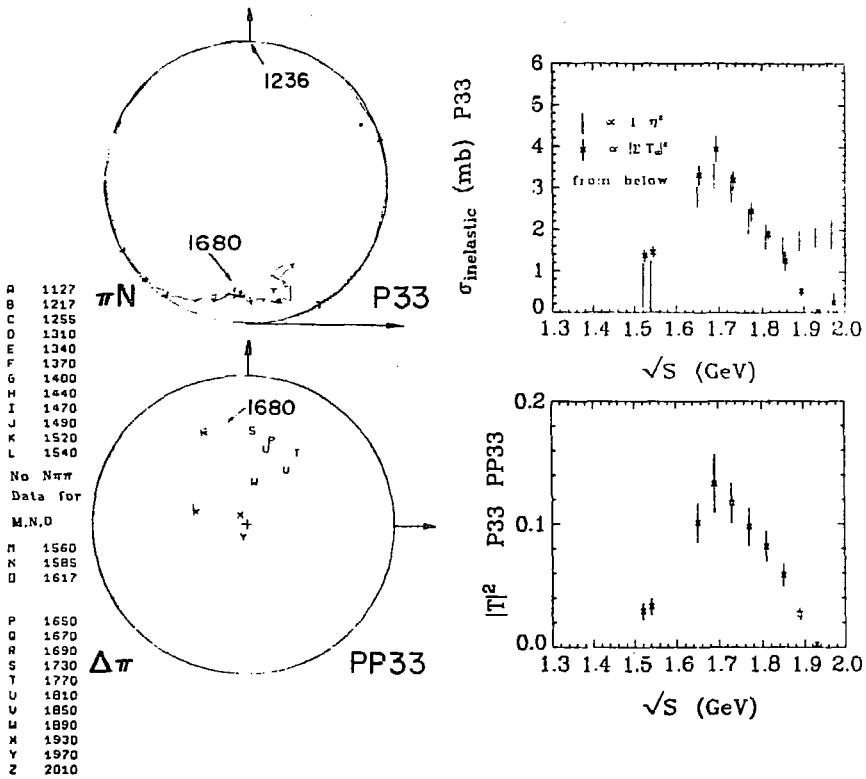 1236
1680
πN
P33
A 1127
B 1217
C 1255
D 1310
E 1340
F 1370
G 1400
H 1440
I 1470
J 1490
K 1520
L 1540
No Nππ
Data for
M,N,O
M 1560
N 1585
O 1617
P 1650
Q 1670
R 1690
S 1730
T 1770
U 1810
V 1850
W 1890
X 1930
Y 1970
Z 2010
1680
S
T
U
W
K
X
Y
Δπ
PP33
σinelastic (mb) P33
6
5
4
3
2
1
0
∝ 1 η²
∝ |Σ Tα|²
from below
1.3 1.4 1.5 1.6 1.7 1.8 1.9 2.0
√S (GeV)
|T|² P33 PP33
0.2
0.1
0.0
1.3 1.4 1.5 1.6 1.7 1.8 1.9 2.0
√S (GeV)